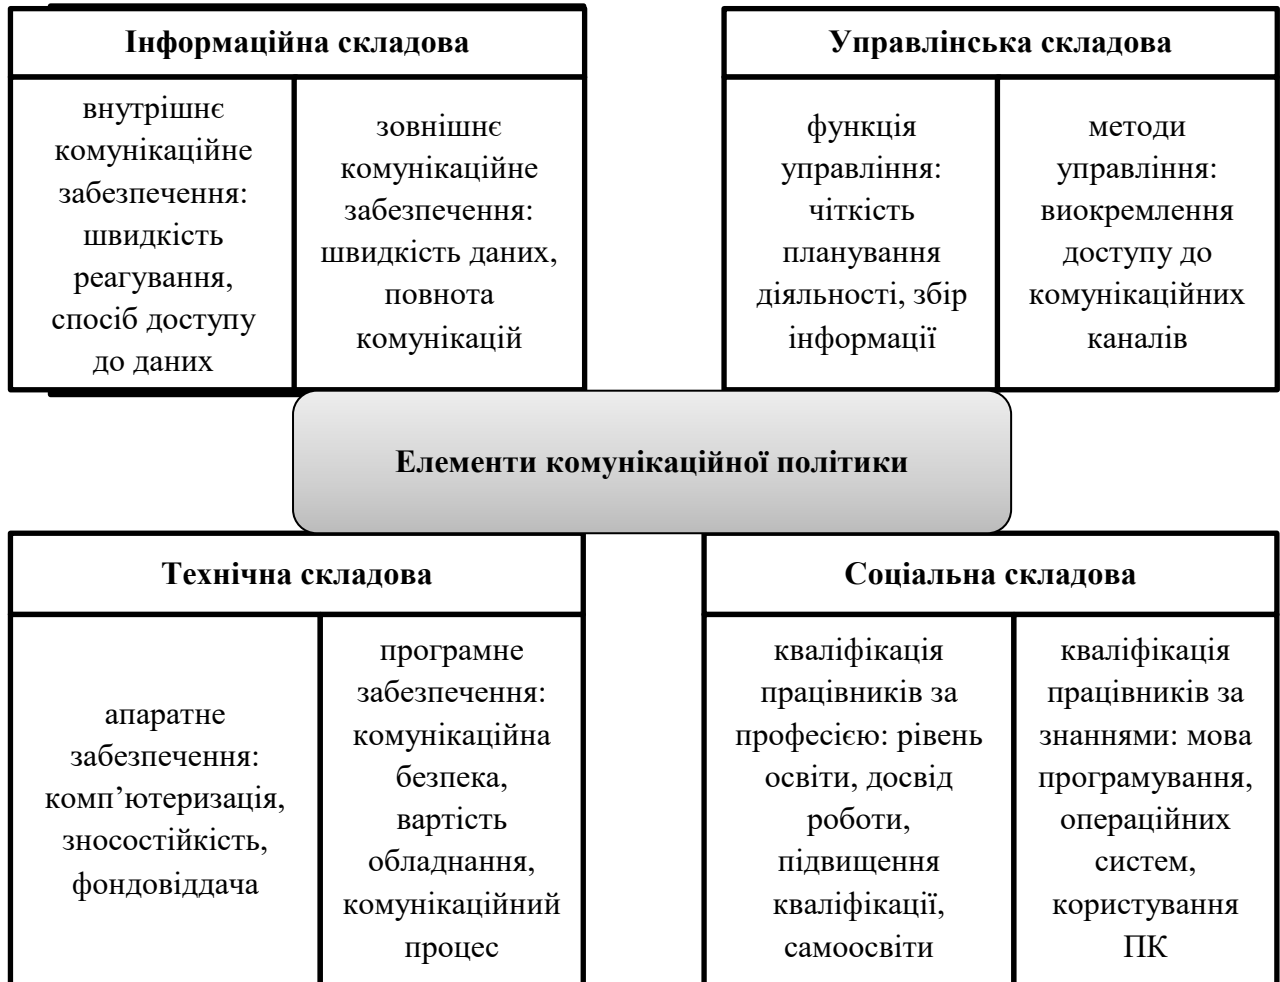 Інформаційна складова
внутрішнє
комунікаційне
забезпечення:
швидкість
реагування,
спосіб доступу
до даних
зовнішнє
комунікаційне
забезпечення:
швидкість даних,
повнота
комунікацій
Управлінська складова
функція
управління:
чіткість
планування
діяльності, збір
інформації
методи
управління:
виокремлення
доступу до
комунікаційних
каналів
Елементи комунікаційної політики
Технічна складова
апаратне
забезпечення:
комп’ютеризація,
зносостійкість,
фондовіддача
програмне
забезпечення:
комунікаційна
безпека,
вартість
обладнання,
комунікаційний
процес
Соціальна складова
кваліфікація
працівників за
професією: рівень
освіти, досвід
роботи,
підвищення
кваліфікації,
самоосвіти
кваліфікація
працівників за
знаннями: мова
програмування,
операційних
систем,
користування
ПК